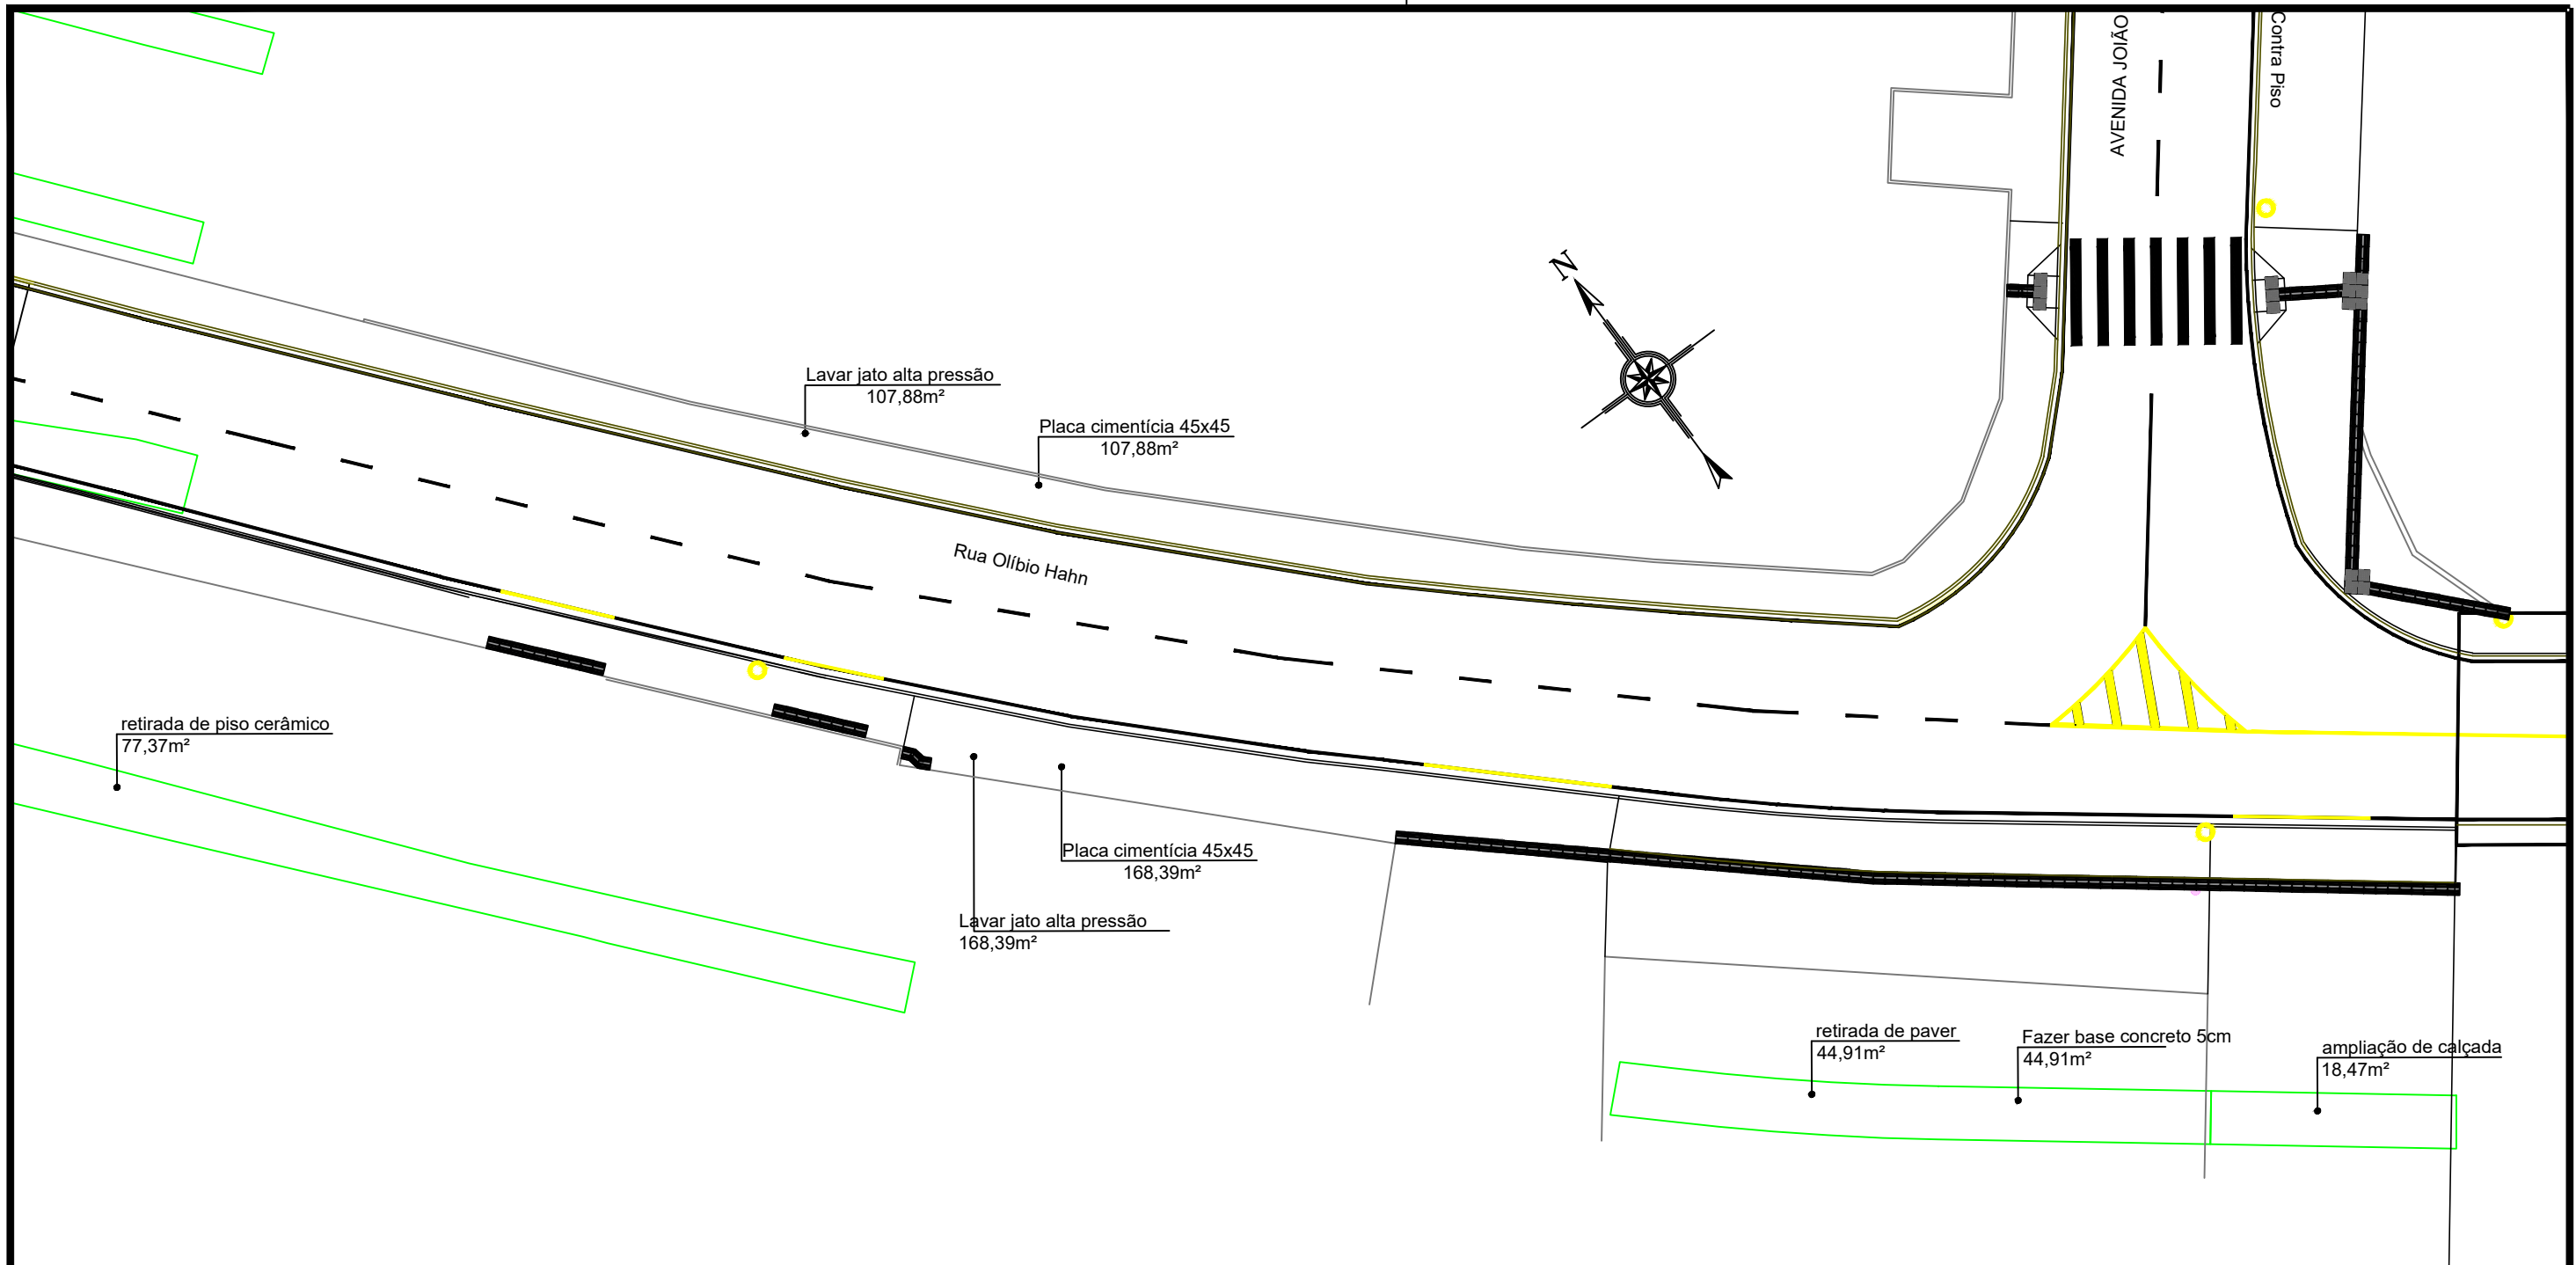 AVENIDA JOIÃO
Contra Piso
N
Lavar jato alta pressão
107,88m²
Placa cimentícia 45x45
107,88m²
Rua Olíbio Hahn
retirada de piso cerâmico
77,37m²
Placa cimentícia 45x45
168,39m²
Lavar jato alta pressão
168,39m²
retirada de paver
44,91m²
Fazer base concreto 5cm
44,91m²
ampliação de calçada
18,47m²